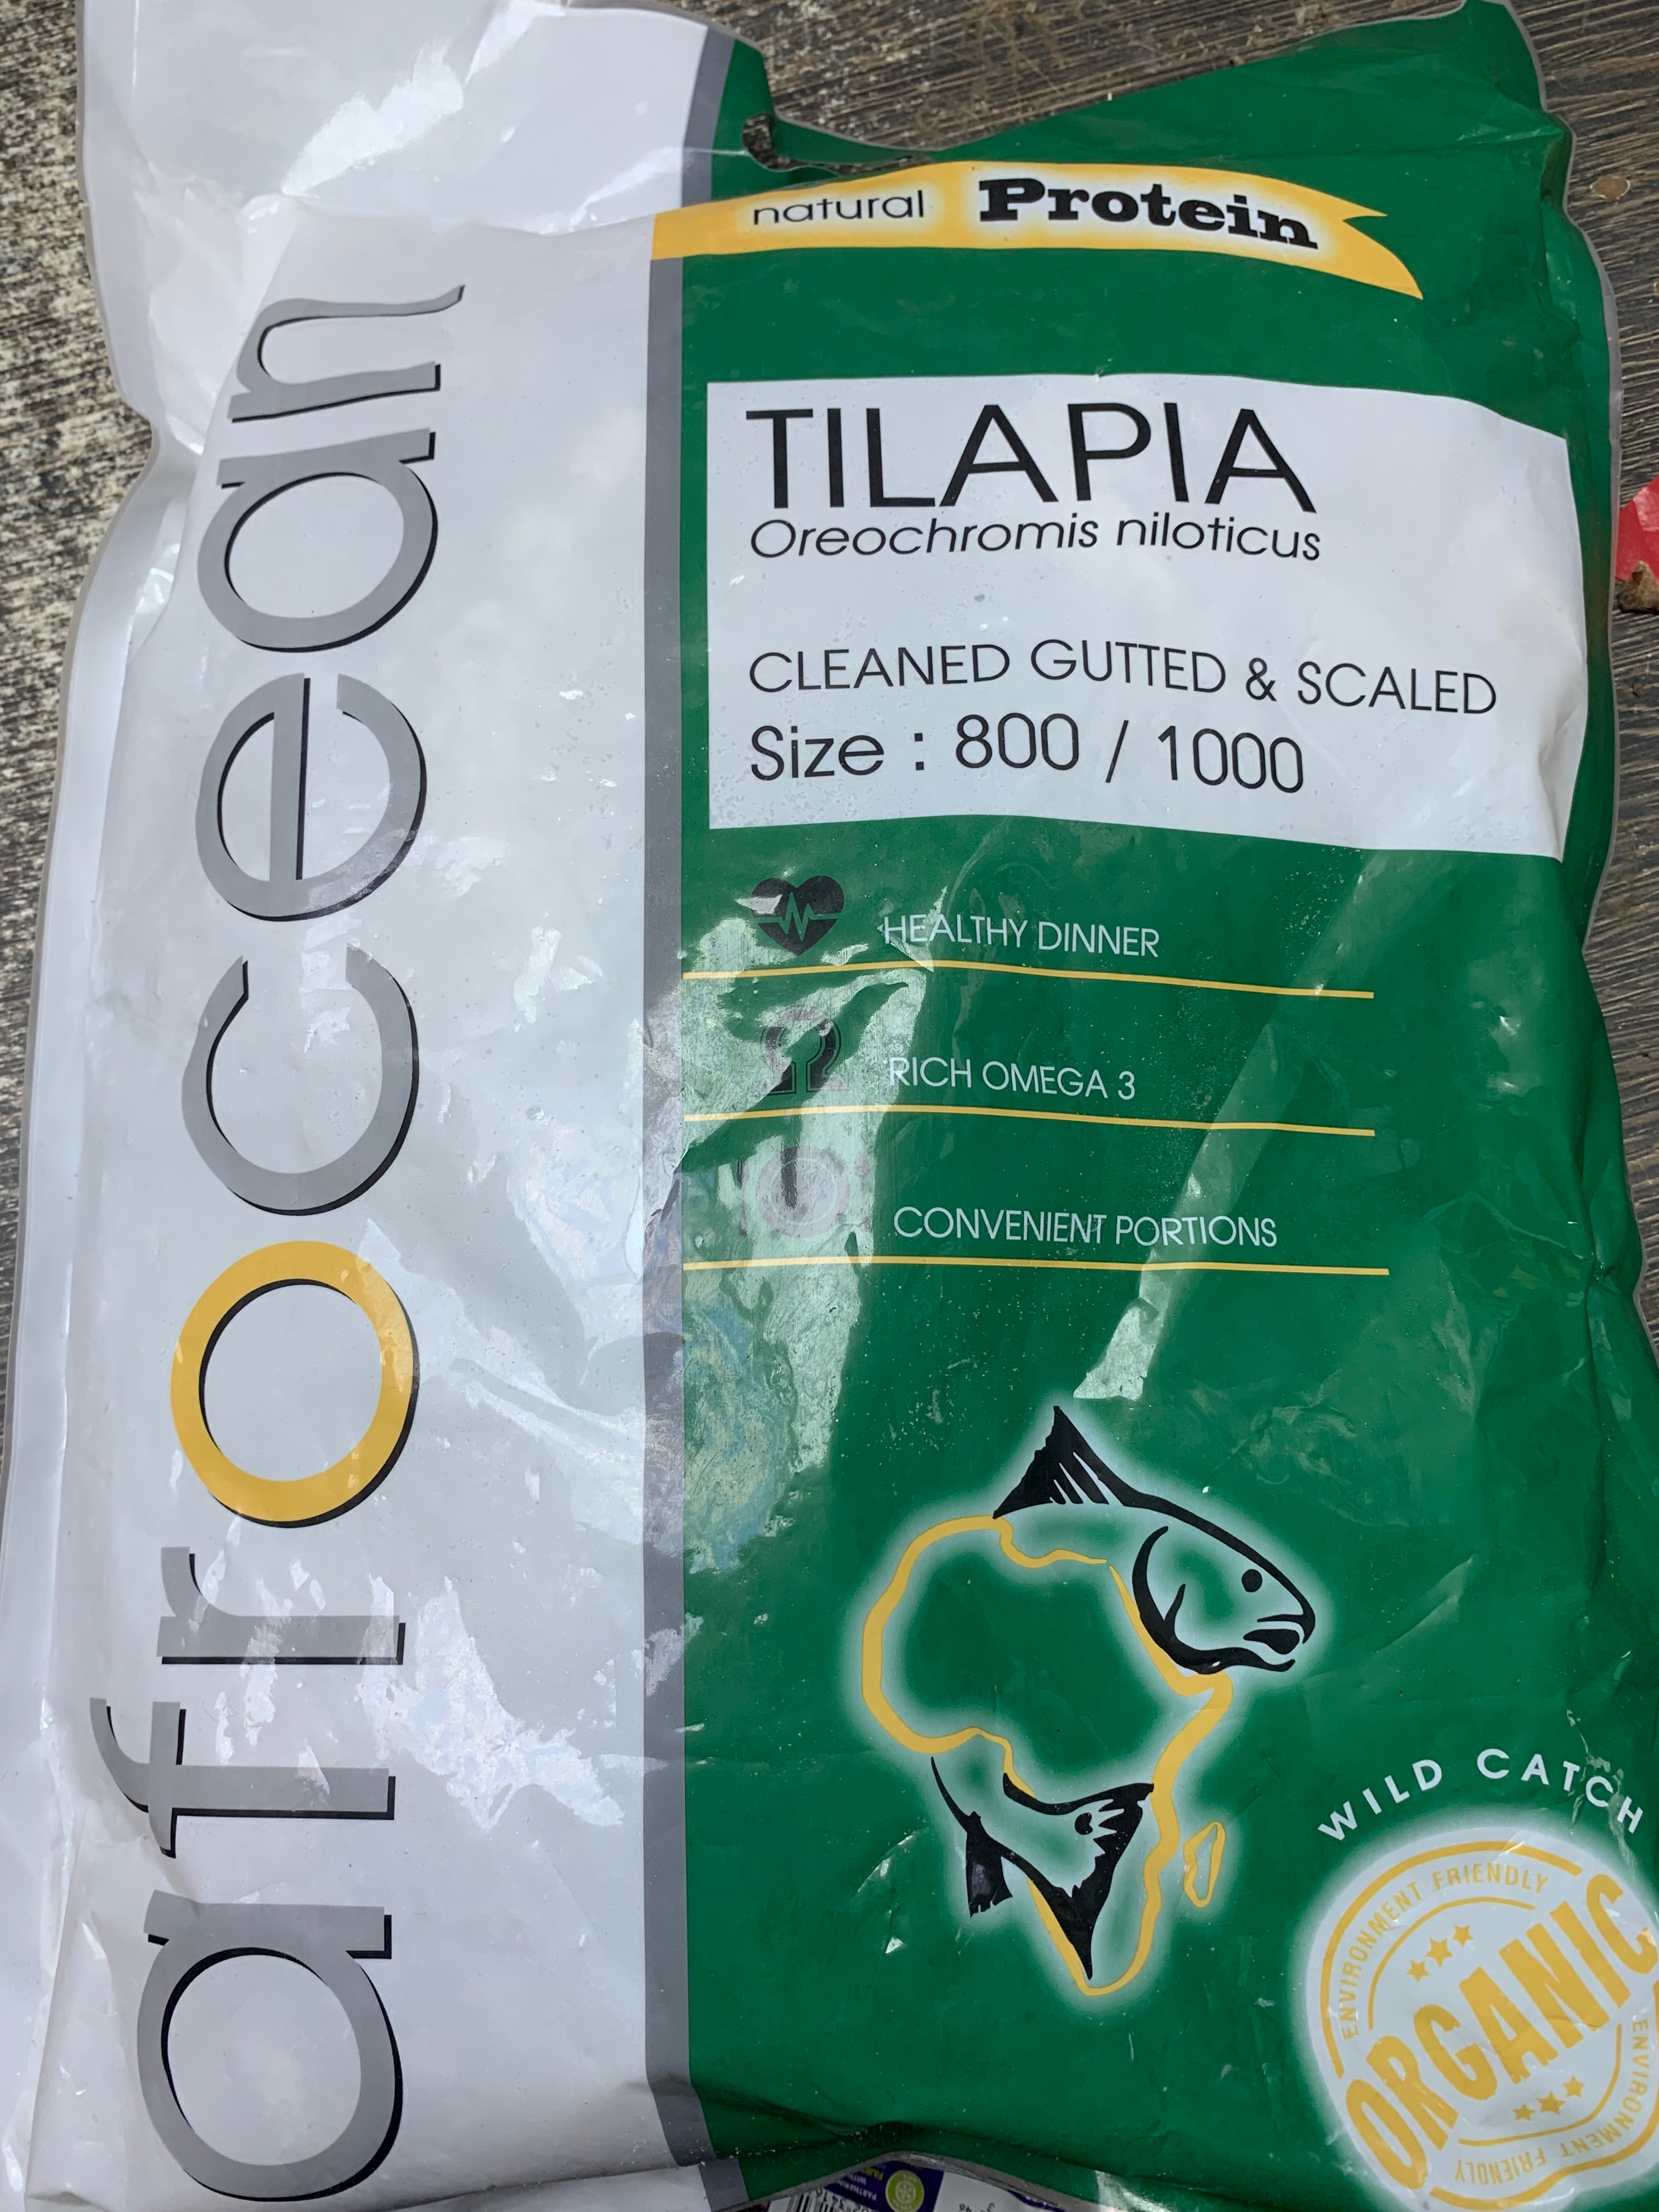 afrocean
natural Protein
TILAPIA
Oreochromis niloticus
CLEANED GUTTED & SCALED
Size : 800 / 1000
HEALTHY DINNER
RICH OMEGA 3
CONVENIENT PORTIONS
WILD CATCH
ENVIRONMENT FRIENDLY
ORGANIC
ENVIRONMENT FRIENDLY